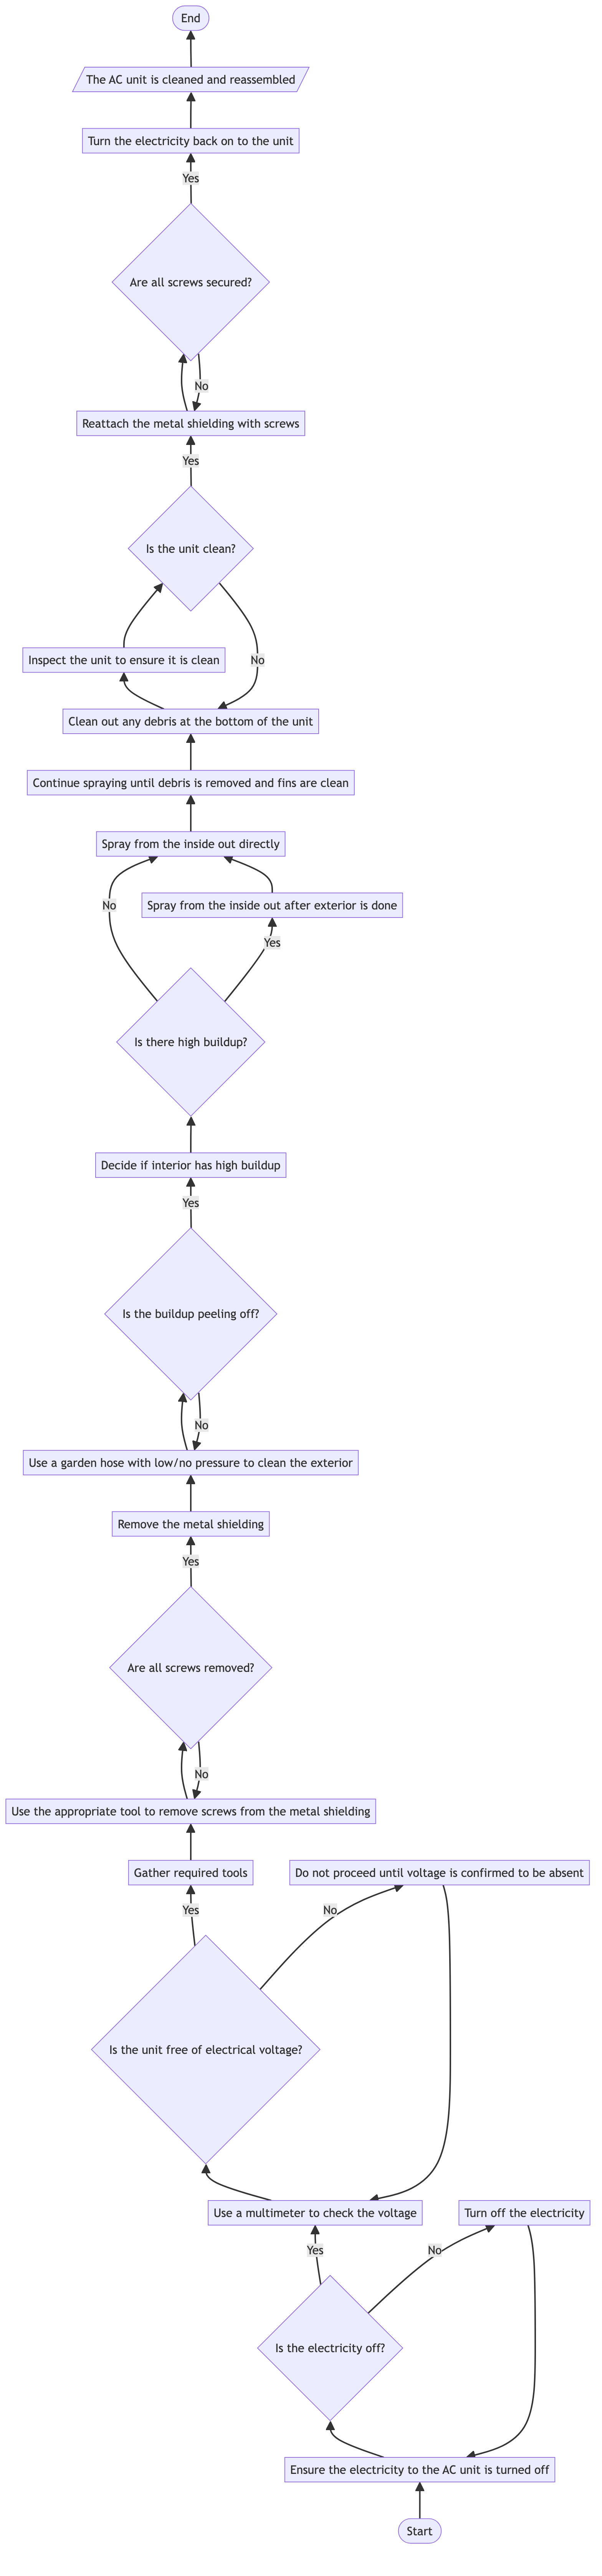 End
The AC unit is cleaned and reassembled
Turn the electricity back on to the unit
Yes
Are all screws secured?
No
Reattach the metal shielding with screws
Yes
Is the unit clean?
Inspect the unit to ensure it is clean
No
Clean out any debris at the bottom of the unit
Continue spraying until debris is removed and fins are clean
Spray from the inside out directly
No
Spray from the inside out after exterior is done
Yes
Is there high buildup?
Decide if interior has high buildup
Yes
Is the buildup peeling off?
No
Use a garden hose with low/no pressure to clean the exterior
Remove the metal shielding
Yes
Are all screws removed?
No
Use the appropriate tool to remove screws from the metal shielding
Gather required tools
Do not proceed until voltage is confirmed to be absent
Yes
No
Is the unit free of electrical voltage?
Use a multimeter to check the voltage
Turn off the electricity
Yes
No
Is the electricity off?
Ensure the electricity to the AC unit is turned off
Start